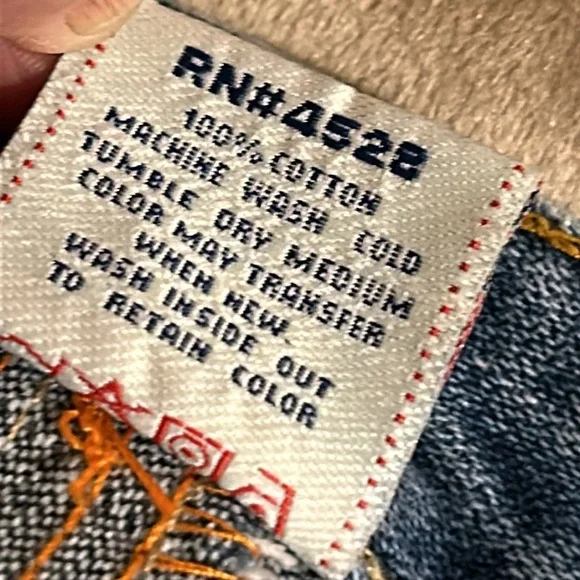 RN#4528
100% COTTON
MACHINE WASH COLD
TUMBLE DRY MEDIUM
COLOR MAY TRANSFER
WHEN NEW.
WASH INSIDE OUT
TO RETAIN COLOR